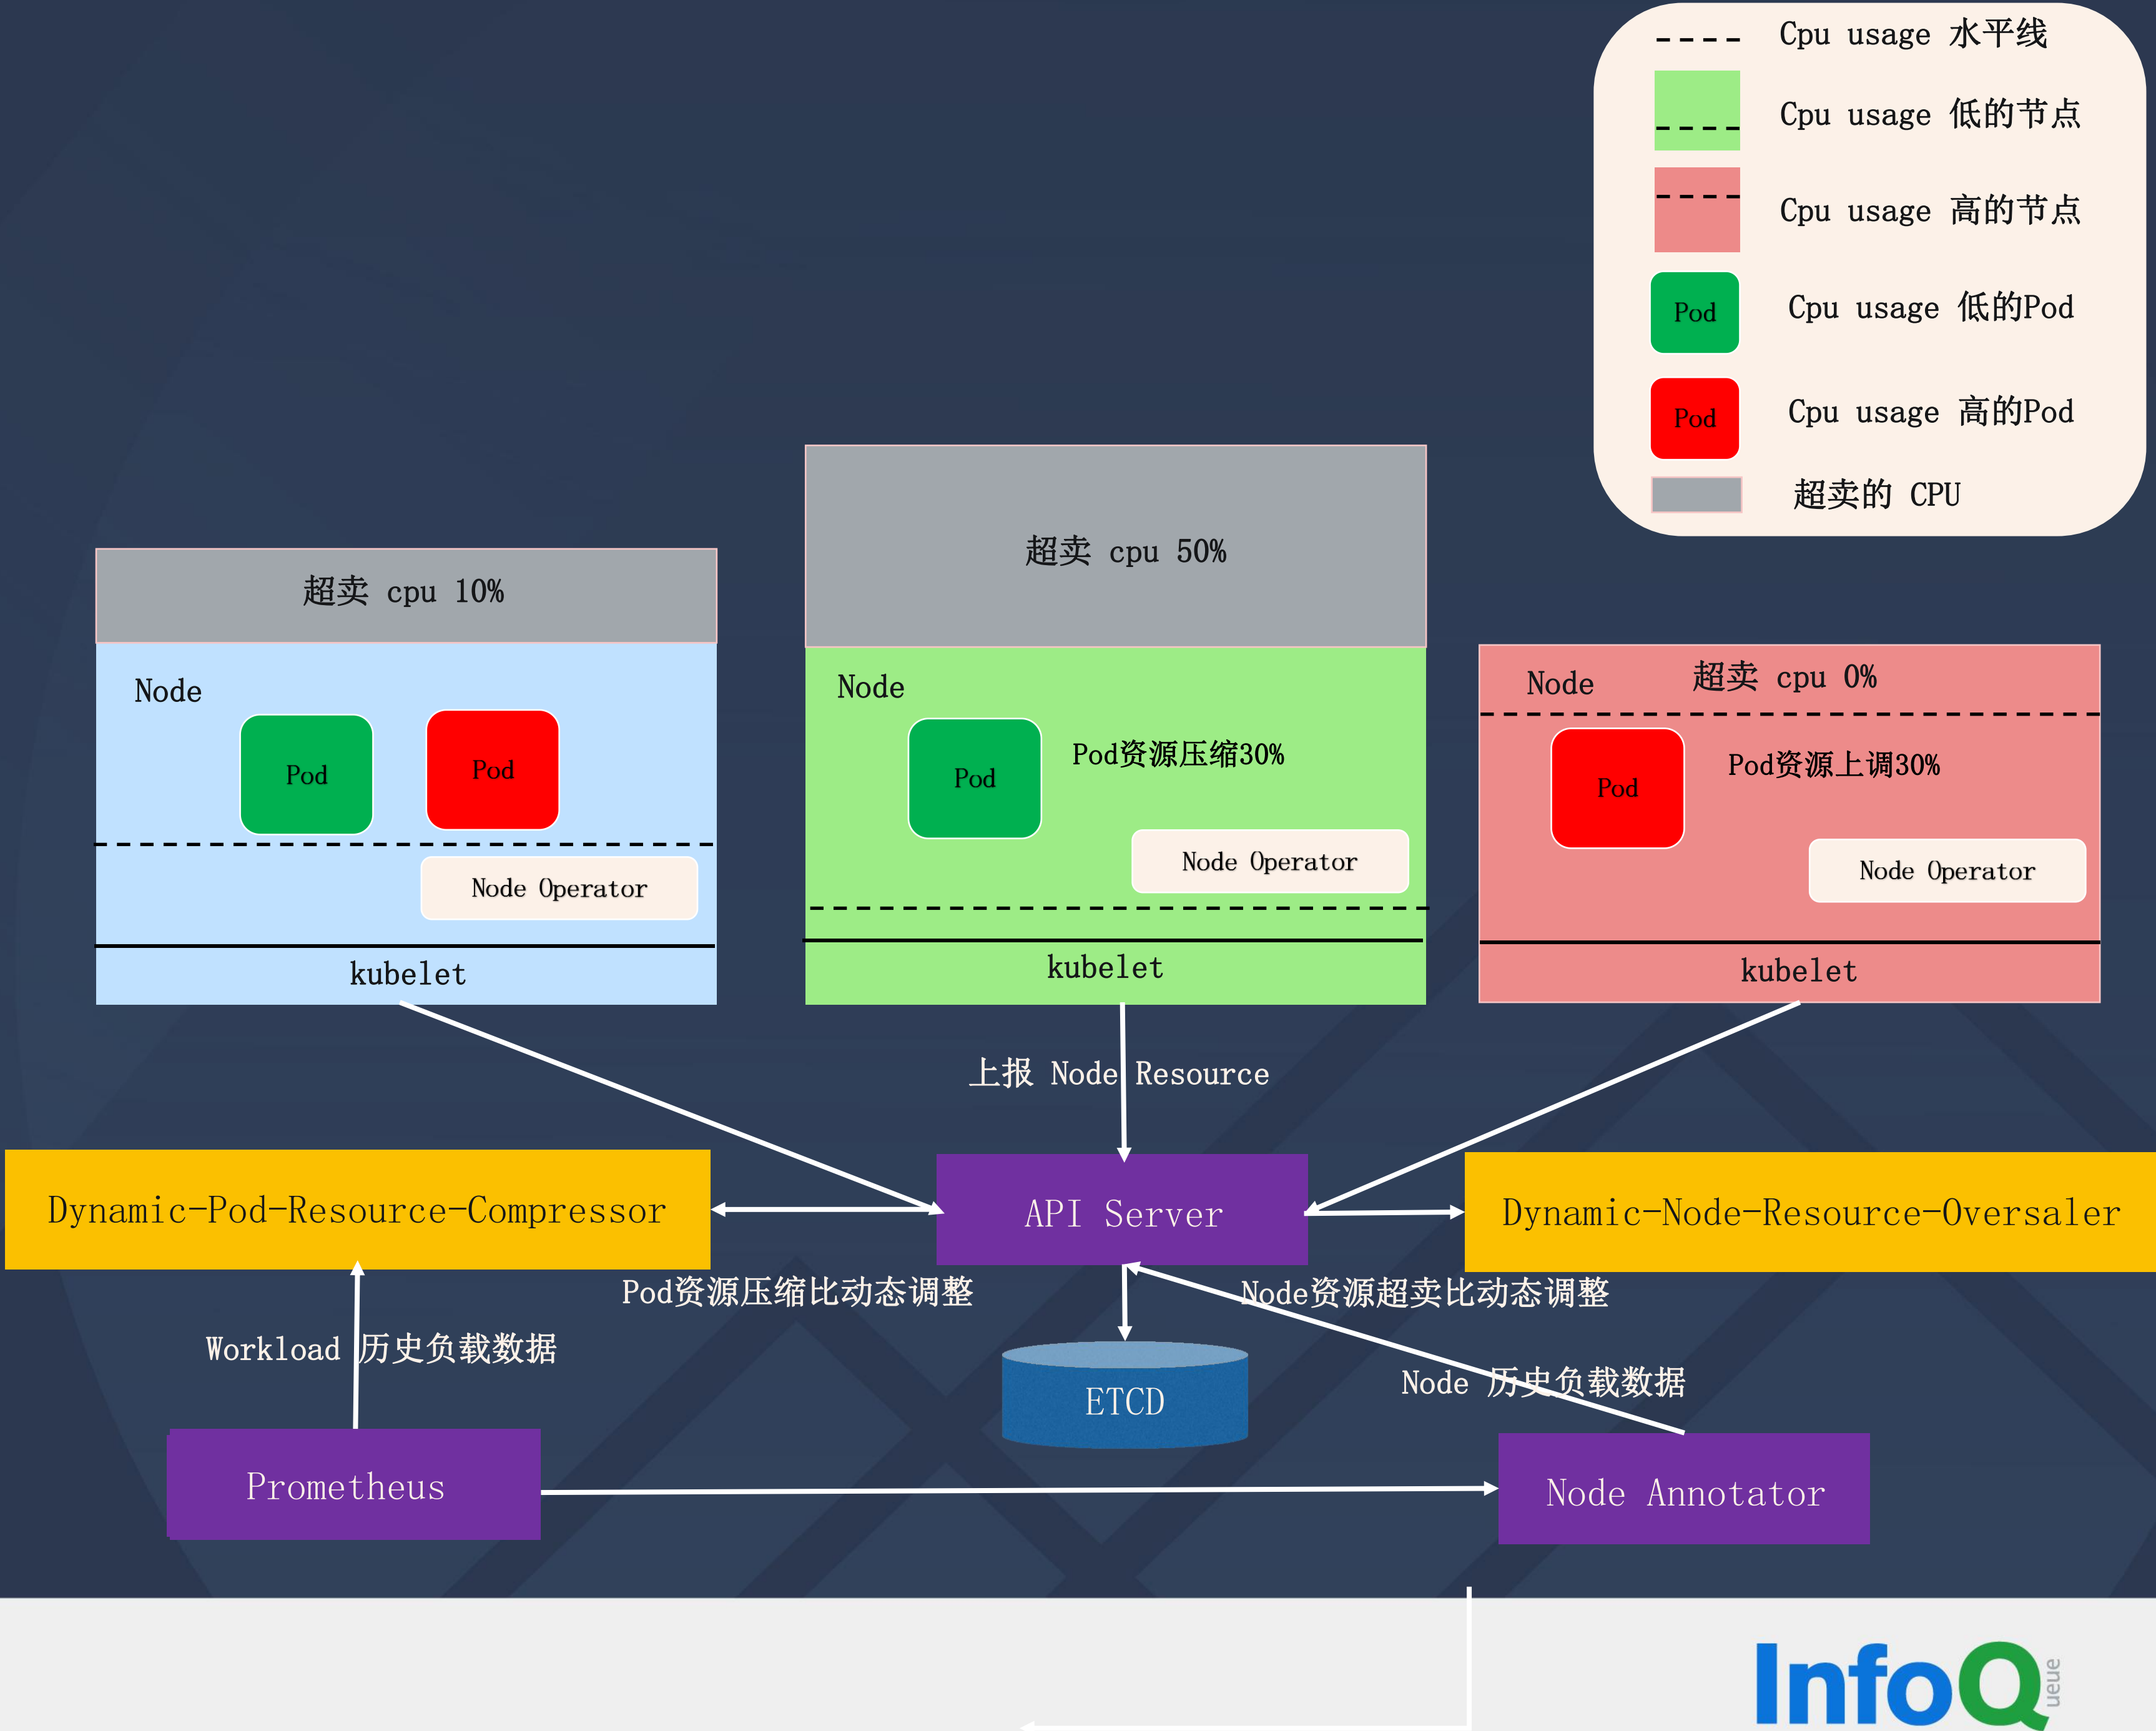 Cpu usage 水平线
Cpu usage 低的节点
Cpu usage 高的节点
Pod
Cpu usage 低的Pod
Pod
Cpu usage 高的Pod
超卖的 CPU
超卖 cpu 10%
Node
Pod
Pod
Node Operator
kubelet
超卖 cpu 50%
Node
Pod
Pod资源压缩30%
Node Operator
kubelet
Node
超卖 cpu 0%
Pod
Pod资源上调30%
Node Operator
kubelet
上报 Node Resource
Dynamic-Pod-Resource-Compressor
API Server
Dynamic-Node-Resource-Oversaler
Pod资源压缩比动态调整
Node资源超卖比动态调整
Workload 历史负载数据
ETCD
Node 历史负载数据
Prometheus
Node Annotator
InfoQueue